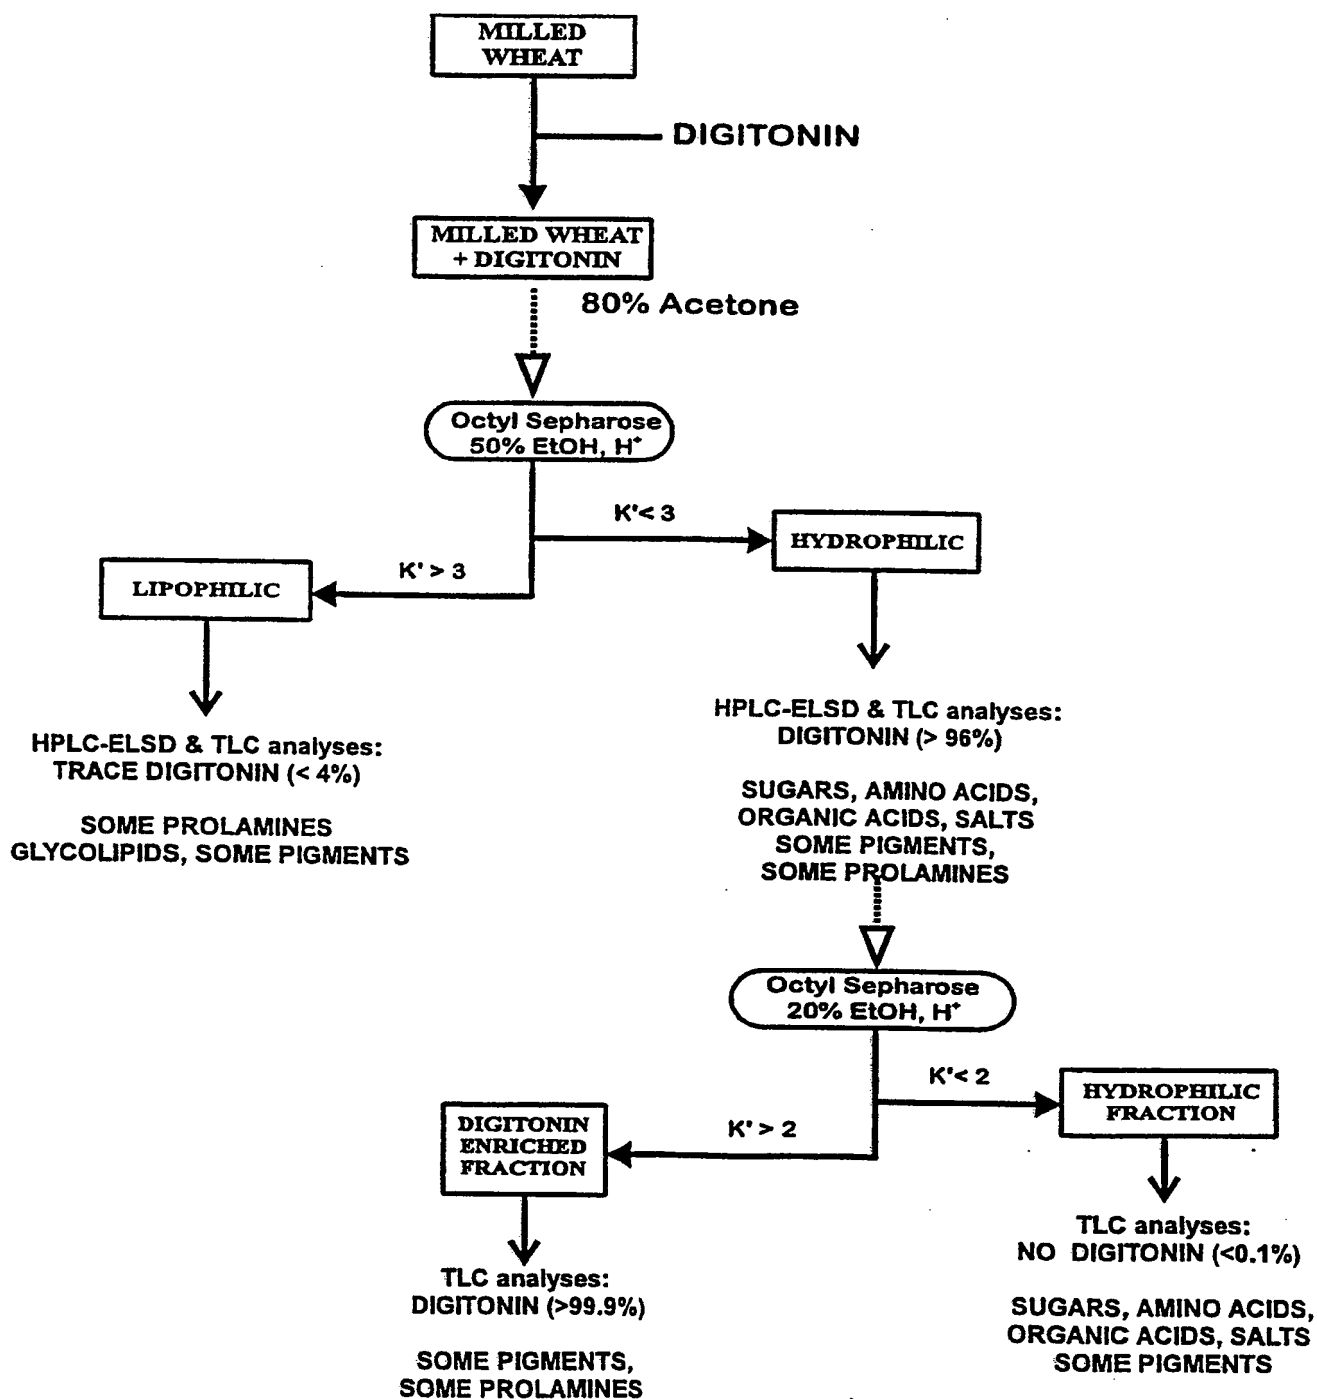 MILLED
WHEAT
DIGITONIN
MILLED WHEAT
+ DIGITONIN
80% Acetone
Octyl Sepharose
50% EtOH, H⁺
K'< 3
HYDROPHILIC
K' > 3
LIPOPHILIC
HPLC-ELSD & TLC analyses:
TRACE DIGITONIN (< 4%)
SOME PROLAMINES
GLYCOLIPIDS, SOME PIGMENTS
HPLC-ELSD & TLC analyses:
DIGITONIN (> 96%)
SUGARS, AMINO ACIDS,
ORGANIC ACIDS, SALTS
SOME PIGMENTS,
SOME PROLAMINES
Octyl Sepharose
20% EtOH, H⁺
K'< 2
HYDROPHILIC
FRACTION
K' > 2
DIGITONIN
ENRICHED
FRACTION
TLC analyses:
NO DIGITONIN (<0.1%)
SUGARS, AMINO ACIDS,
ORGANIC ACIDS, SALTS
SOME PIGMENTS
TLC analyses:
DIGITONIN (>99.9%)
SOME PIGMENTS,
SOME PROLAMINES